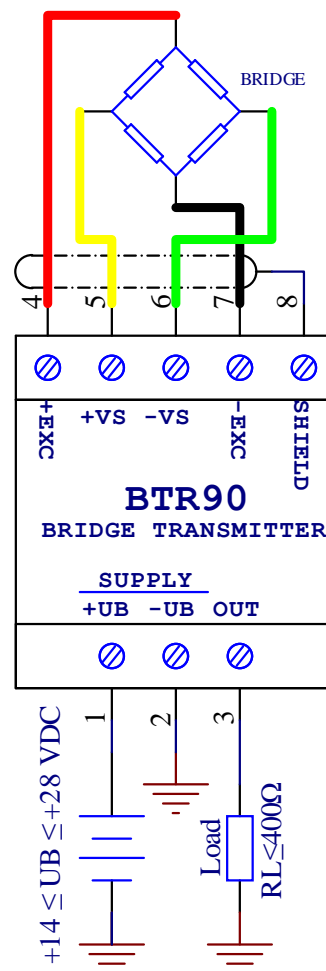 BRIDGE
4 5 6 7 8
+EXC +VS -VS -EXC SHIELD
BTR90
BRIDGE TRANSMITTER
SUPPLY
+UB -UB OUT
1 2 3
+14 ≤ UB ≤ +28 VDC
Load
RL≤400Ω